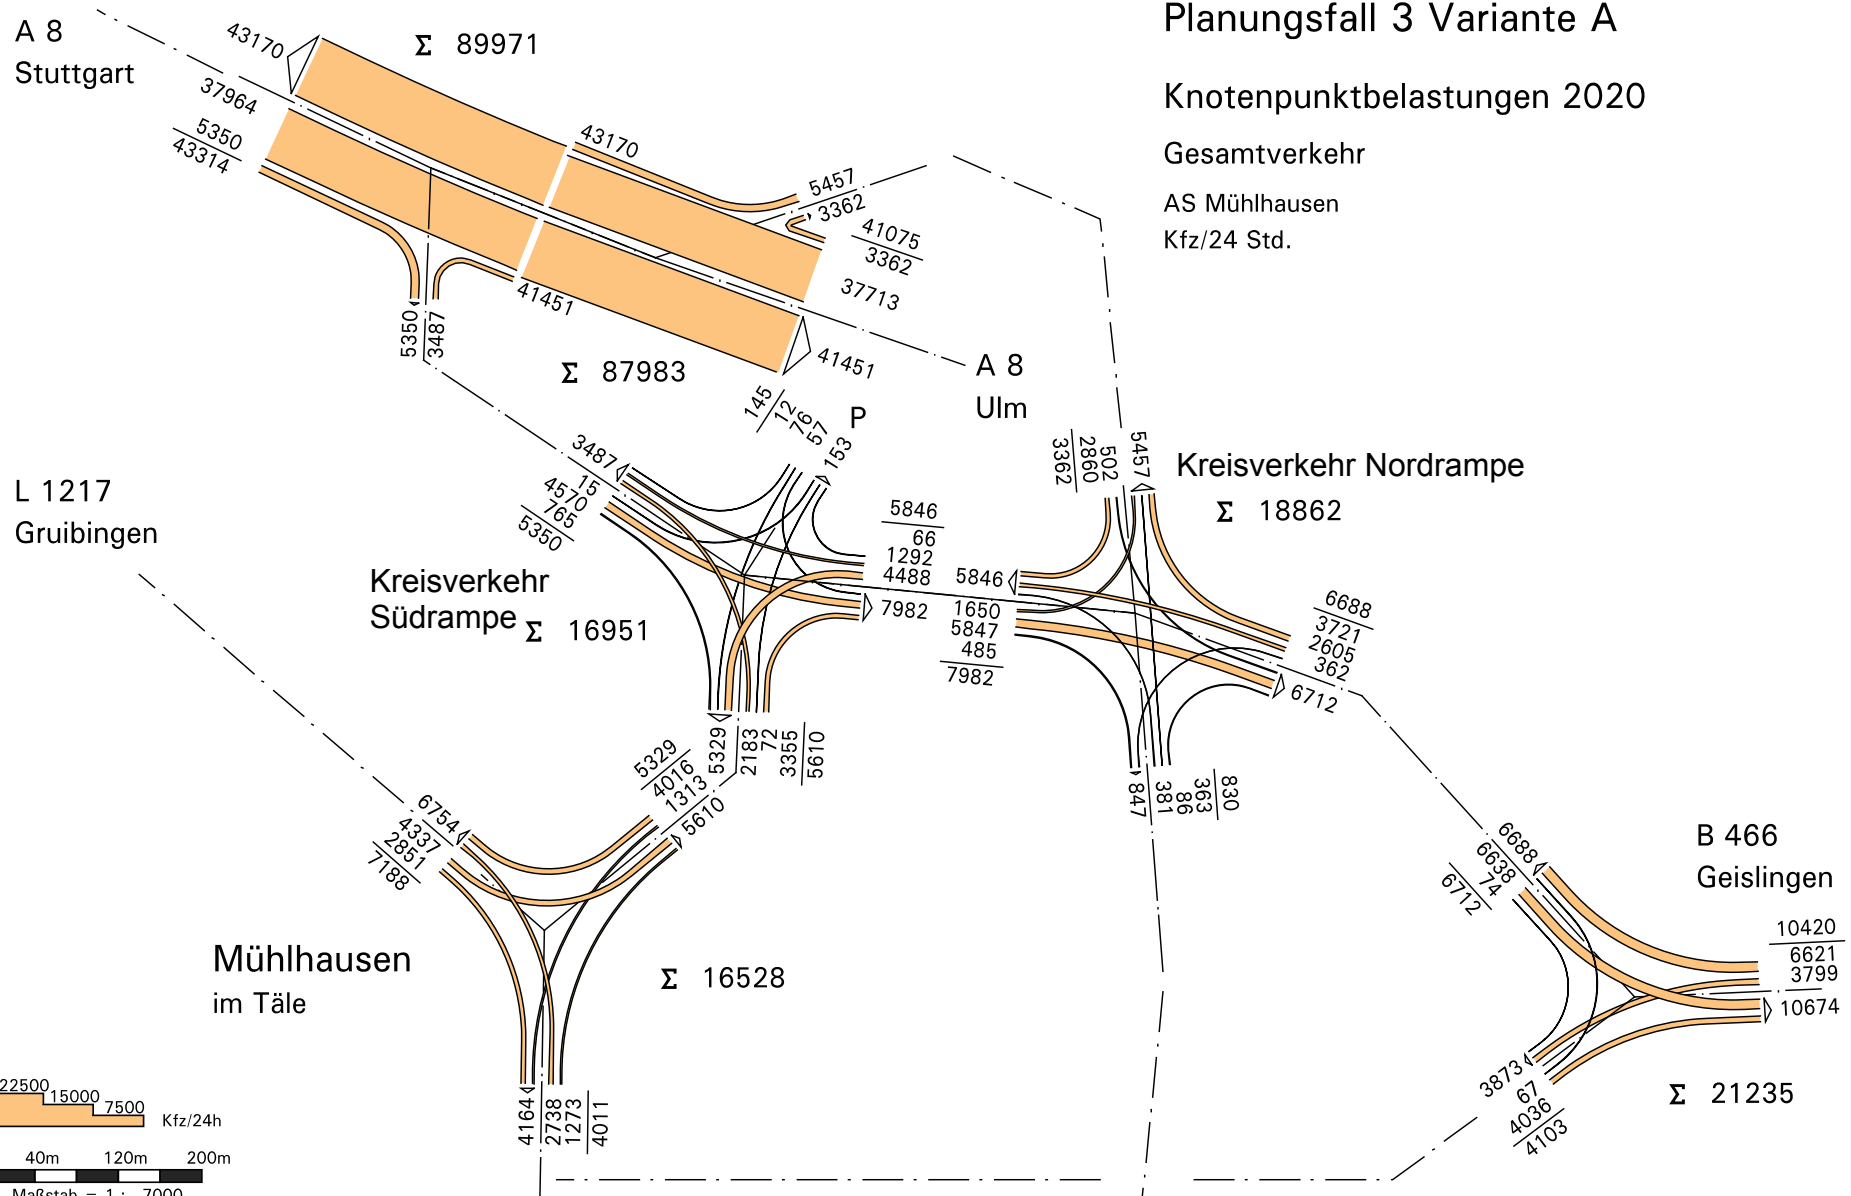 Planungsfall 3 Variante A
Knotenpunktbelastungen 2020
Gesamtverkehr
AS Mühlhausen
Kfz/24 Std.
A 8
Stuttgart
43170
Σ 89971
37964
5350
43314
43170
5457
3362
41075
3362
37713
41451
41451
5350
3487
Σ 87983
A 8
Ulm
145
12
76
57
153
P
3487
15
4570
765
5350
L 1217
Gruibingen
Kreisverkehr
Südrampe Σ 16951
5846
66
1292
4488
7982
5329
2183
72
3355
5610
3362
2860
502
5457
Kreisverkehr Nordrampe
Σ 18862
5846
1650
5847
485
7982
6688
3721
2605
362
6712
847
381
86
363
830
5329
4016
1313
5610
6754
4337
2851
7188
Mühlhausen
im Täle
Σ 16528
4164
2738
1273
4011
6688
6638
74
6712
B 466
Geislingen
10420
6621
3799
10674
3873
67
4036
4103
Σ 21235
22500
15000
7500
Kfz/24h
40m 120m 200m
Maßstab = 1 : 7000